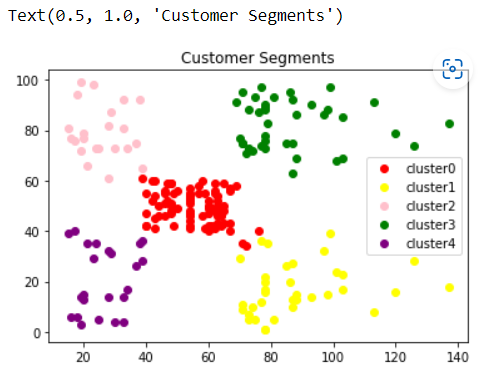 Text(0.5, 1.0, 'Customer Segments')
Customer Segments
100
80
60
40
20
0
cluster0
cluster1
cluster2
cluster3
cluster4
20 40 60 80 100 120 140